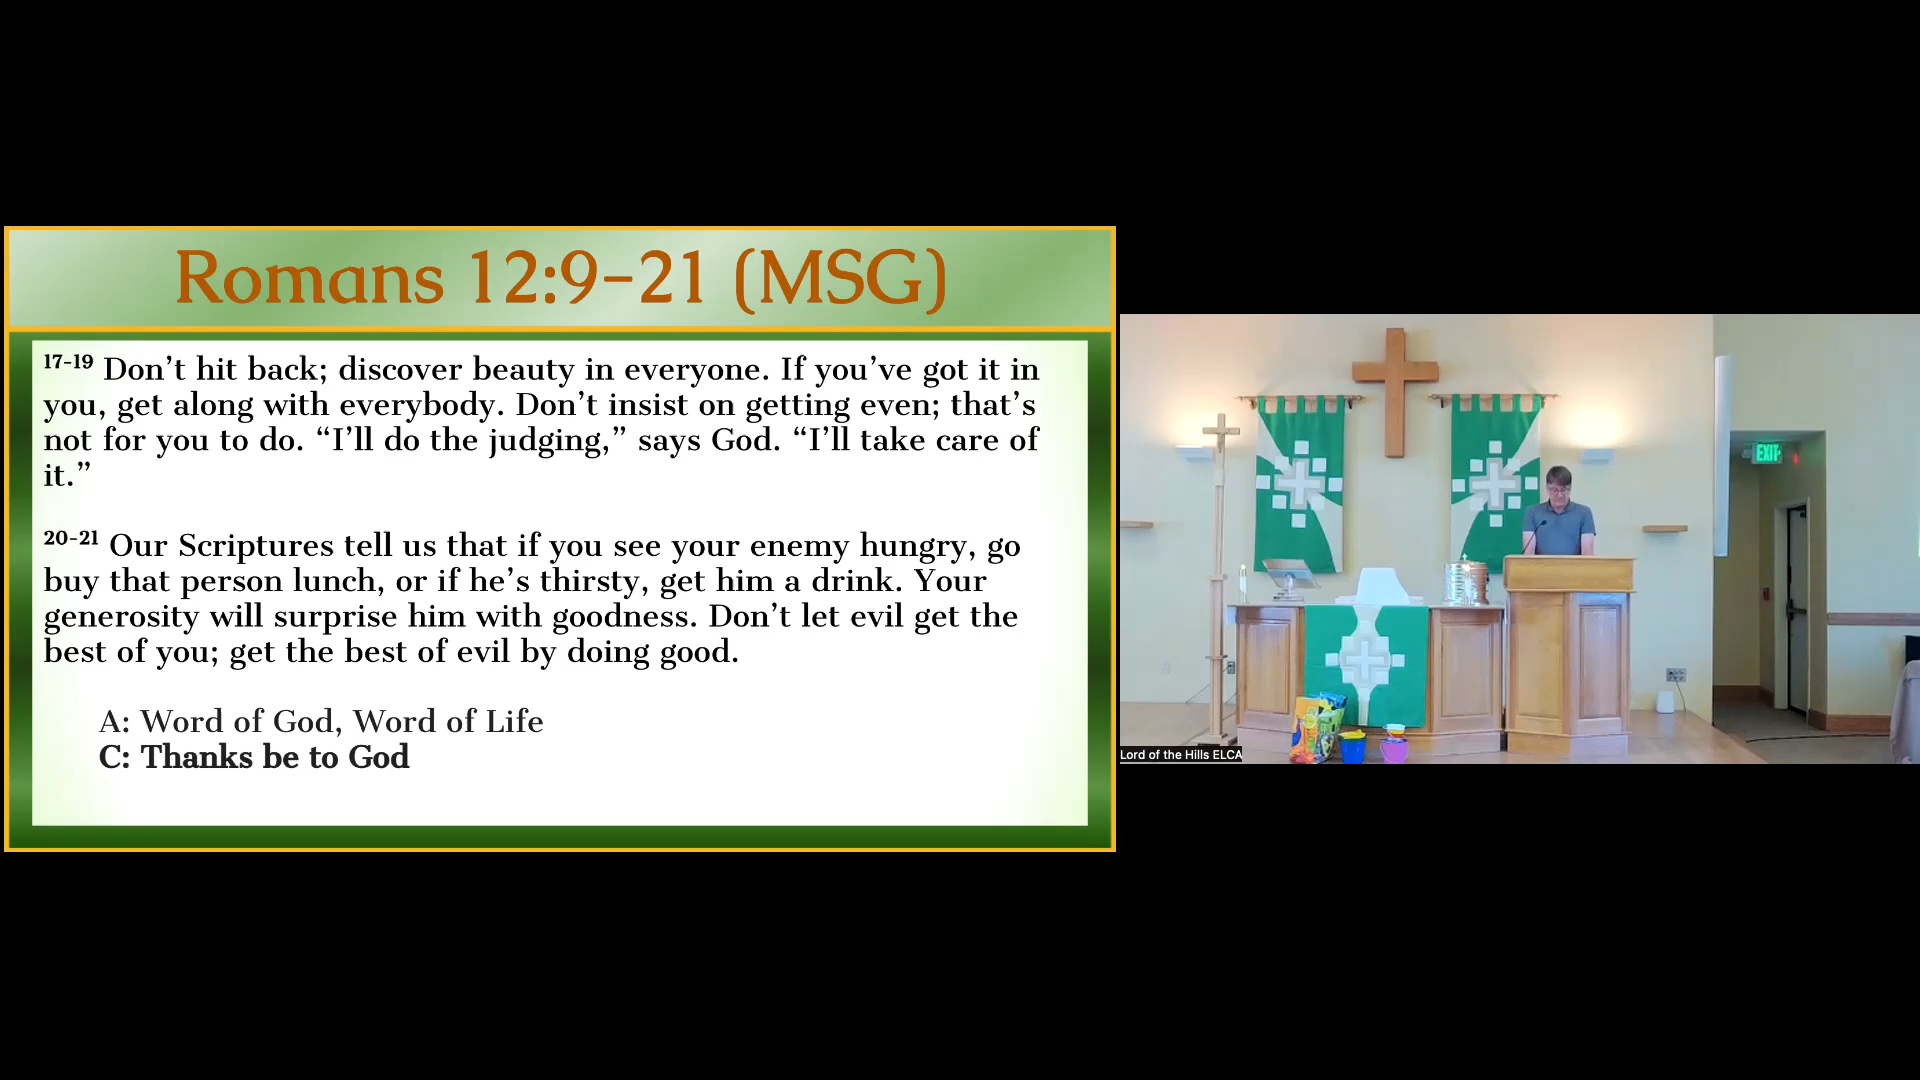 Romans 12:9-21 (MSG)
17-19 Don’t hit back; discover beauty in everyone. If you’ve got it in
you, get along with everybody. Don’t insist on getting even; that’s
not for you to do. “I’ll do the judging,” says God. “I’ll take care of
it.”
20-21 Our Scriptures tell us that if you see your enemy hungry, go
buy that person lunch, or if he’s thirsty, get him a drink. Your
generosity will surprise him with goodness. Don’t let evil get the
best of you; get the best of evil by doing good.
A: Word of God, Word of Life
C: Thanks be to God
EXIT
Lord of the Hills ELCA